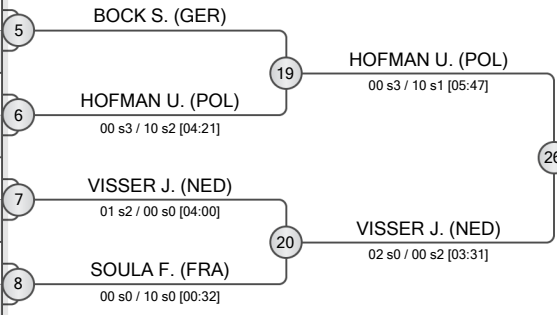 BOCK S. (GER)
5
19
HOFMAN U. (POL)
00 s3 / 10 s1 [05:47]
HOFMAN U. (POL)
6
00 s3 / 10 s2 [04:21]
26
VISSER J. (NED)
7
01 s2 / 00 s0 [04:00]
20
VISSER J. (NED)
02 s0 / 00 s2 [03:31]
SOULA F. (FRA)
8
00 s0 / 10 s0 [00:32]